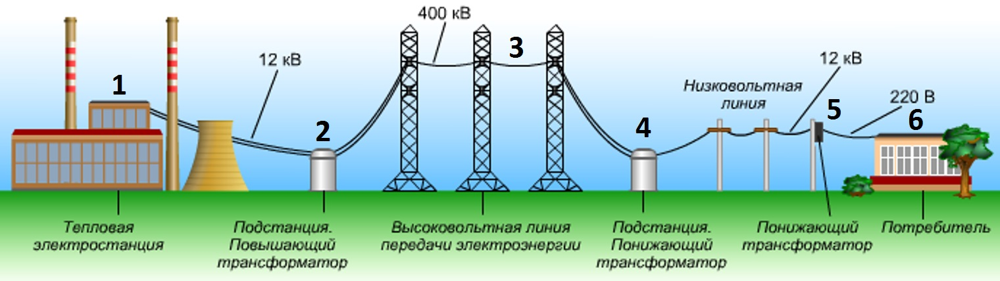 400 кВ
3
12 кВ
12 кВ
1
Низковольтная
линия
220 В
5
6
2
4
Тепловая
электростанция
Подстанция.
Повышающий
трансформатор
Высоковольтная линия
передачи электроэнергии
Подстанция.
Понижающий
трансформатор
Понижающий
трансформатор
Потребитель